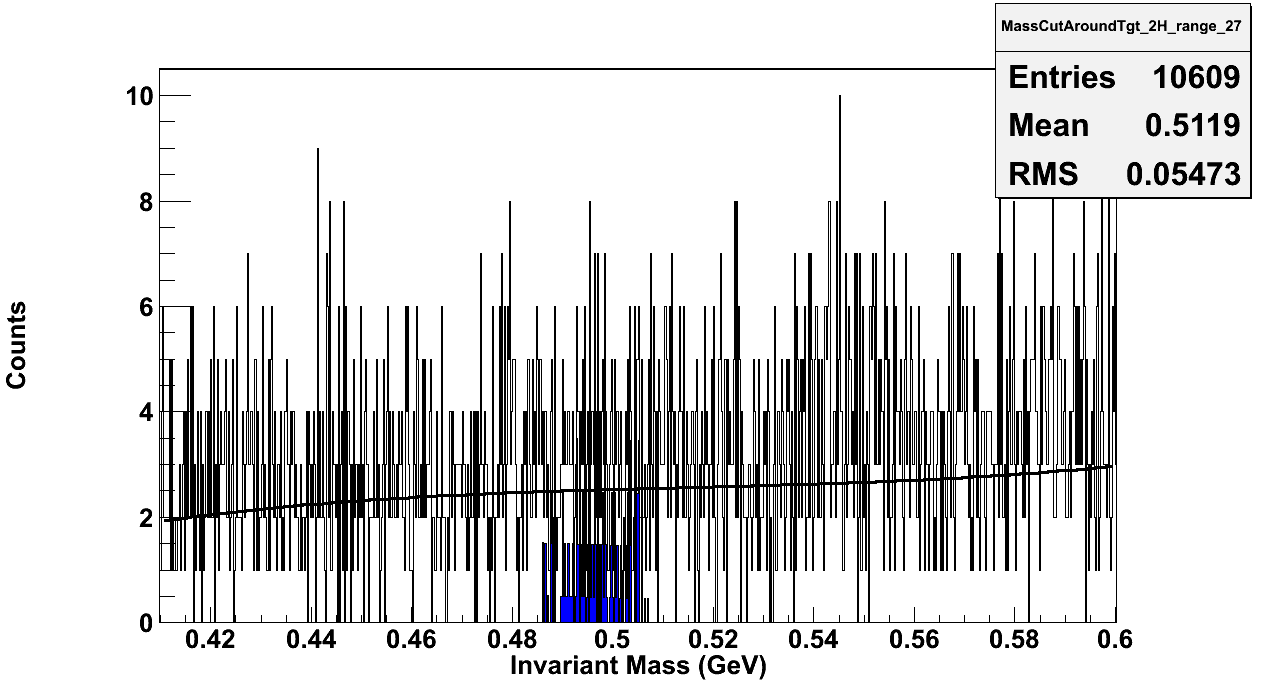 MassCutAroundTgt_2H_range_27
Entries 10609
Mean 0.5119
RMS 0.05473
Counts
10
8
6
4
2
0
0.42 0.44 0.46 0.48 0.5 0.52 0.54 0.56 0.58 0.6
Invariant Mass (GeV)